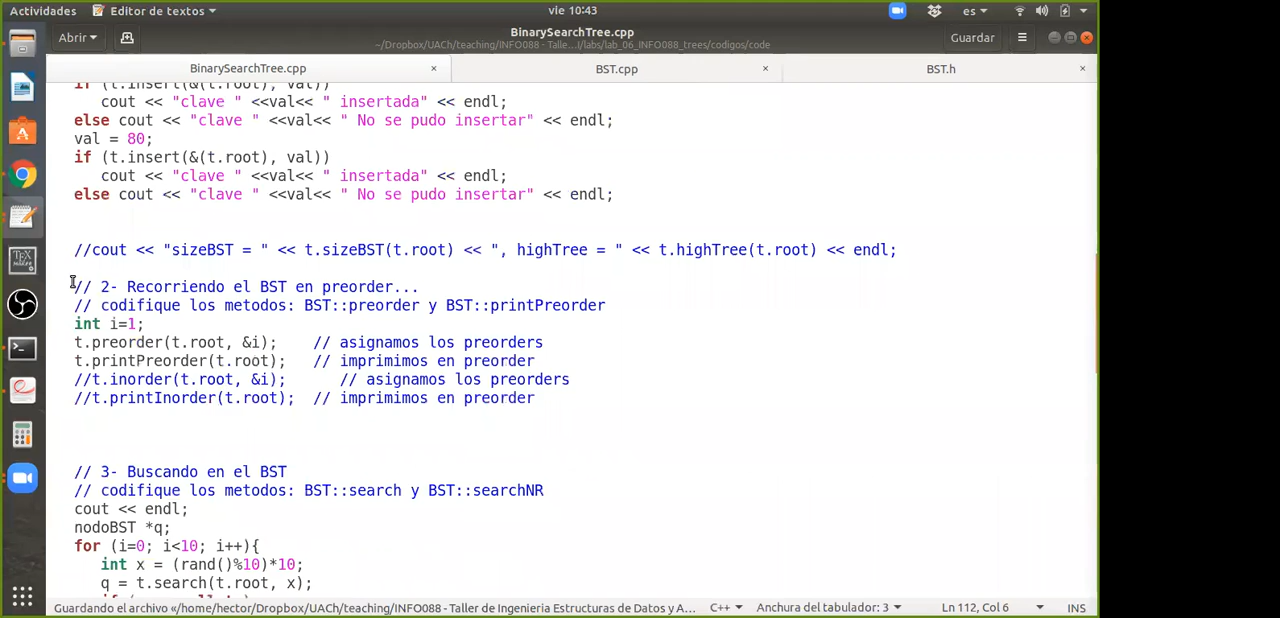 Actividades Editor de textos vie 10:43 es
Abrir BinarySearchTree.cpp Guardar
~/Dropbox/UACh/teaching/INFO088 - Talle...I/labs/lab_06_INFO088_trees/codigos/code
BinarySearchTree.cpp × BST.cpp × BST.h ×
if (t.insert(&(t.root), val))
cout << "clave " <<val<< " insertada" << endl;
else cout << "clave " <<val<< " No se pudo insertar" << endl;
val = 80;
if (t.insert(&(t.root), val))
cout << "clave " <<val<< " insertada" << endl;
else cout << "clave " <<val<< " No se pudo insertar" << endl;
//cout << "sizeBST = " << t.sizeBST(t.root) << ", highTree = " << t.highTree(t.root) << endl;
// 2- Recorriendo el BST en preorder...
// codifique los metodos: BST::preorder y BST::printPreorder
int i=1;
t.preorder(t.root, &i); // asignamos los preorders
t.printPreorder(t.root); // imprimimos en preorder
//t.inorder(t.root, &i); // asignamos los preorders
//t.printInorder(t.root); // imprimimos en preorder
// 3- Buscando en el BST
// codifique los metodos: BST::search y BST::searchNR
cout << endl;
nodoBST *q;
for (i=0; i<10; i++){
int x = (rand()%10)*10;
q = t.search(t.root, x);
Guardando el archivo «/home/hector/Dropbox/UACh/teaching/INFO088 - Taller de Ingenieria Estructuras de Datos y A... C++ Anchura del tabulador: 3 Ln 112, Col 6 INS